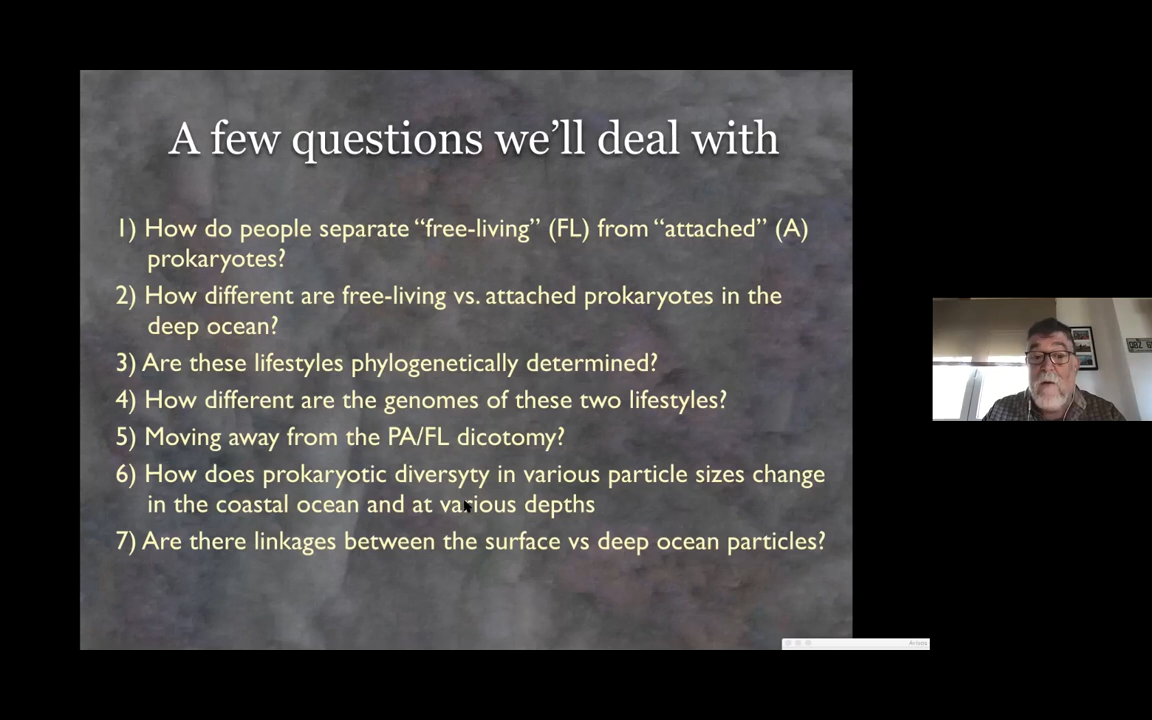 A few questions we’ll deal with
1) How do people separate “free-living” (FL) from “attached” (A)
prokaryotes?
2) How different are free-living vs. attached prokaryotes in the
deep ocean?
3) Are these lifestyles phylogenetically determined?
4) How different are the genomes of these two lifestyles?
5) Moving away from the PA/FL dicotomy?
6) How does prokaryotic diversyty in various particle sizes change
in the coastal ocean and at various depths
7) Are there linkages between the surface vs deep ocean particles?